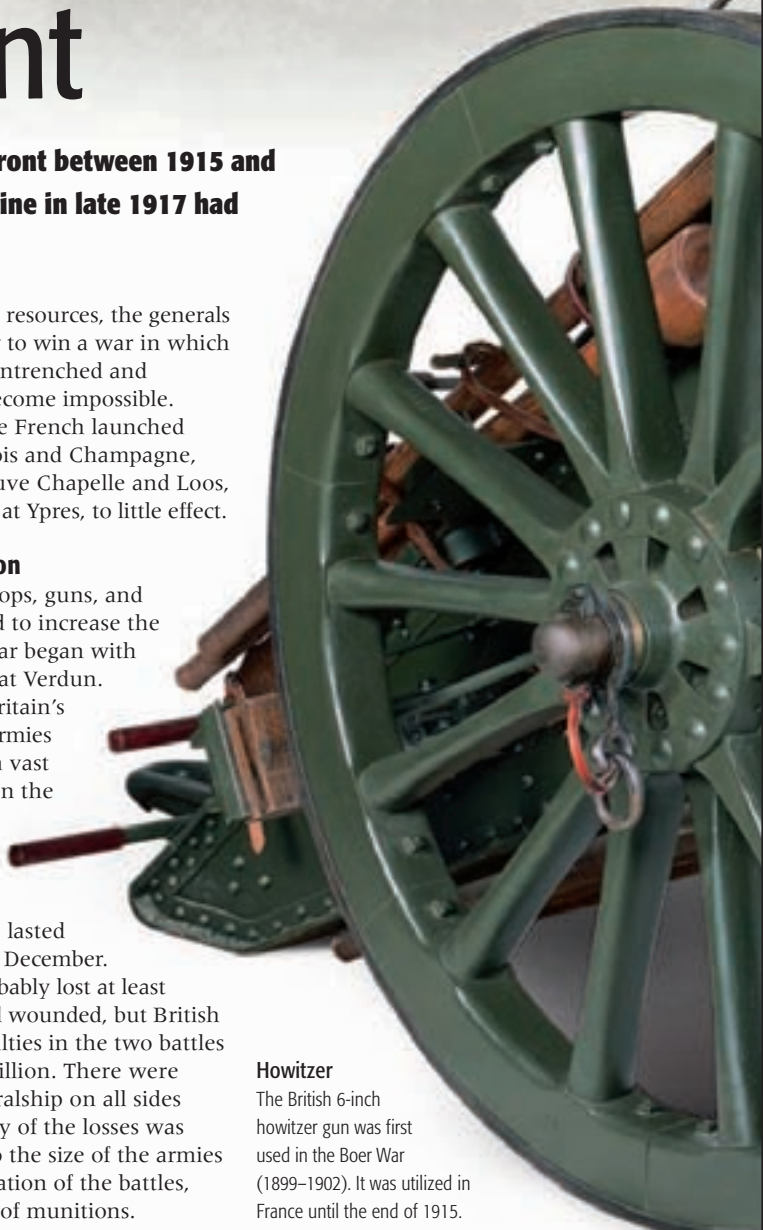 nt
ront between 1915 and
ine in late 1917 had
resources, the generals
to win a war in which
ntrenched and
ecome impossible.
e French launched
ois and Champagne,
uve Chapelle and Loos,
at Ypres, to little effect.
on
ops, guns, and
d to increase the
ar began with
at Verdun.
ritain's
rmies
vast
n the
lasted
December.
bably lost at least
d wounded, but British
lties in the two battles
illion. There were
ralship on all sides
y of the losses was
o the size of the armies
ation of the battles,
of munitions.
Howitzer
The British 6-inch
howitzer gun was first
used in the Boer War
(1899–1902). It was utilized in
France until the end of 1915.